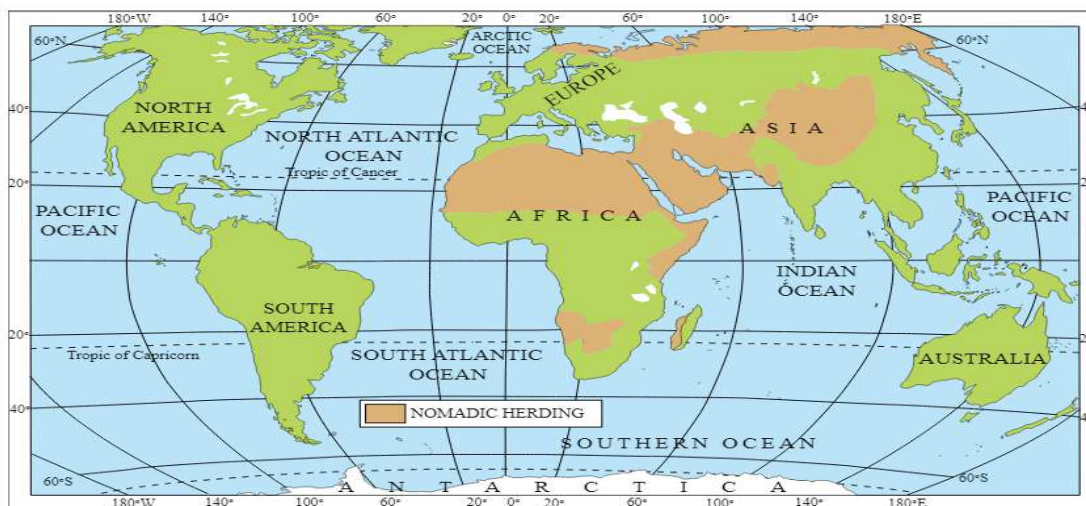 180°W 140° 100° 60° 20° 0° 20° 60° 100° 140° 180°E
60°N
ARCTIC
OCEAN
60°N
EUROPE
40°
NORTH
AMERICA
ASIA
NORTH ATLANTIC
OCEAN
Tropic of Cancer
20°
PACIFIC
OCEAN
AFRICA
PACIFIC
OCEAN
INDIAN
OCEAN
SOUTH
AMERICA
20°
Tropic of Capricorn
SOUTH ATLANTIC
OCEAN
AUSTRALIA
40°
NOMADIC HERDING
SOUTHERN OCEAN
60°S
60°S
ANTARCTICA
180°W 140° 100° 60° 20° 0° 20° 60° 100° 140° 180°E